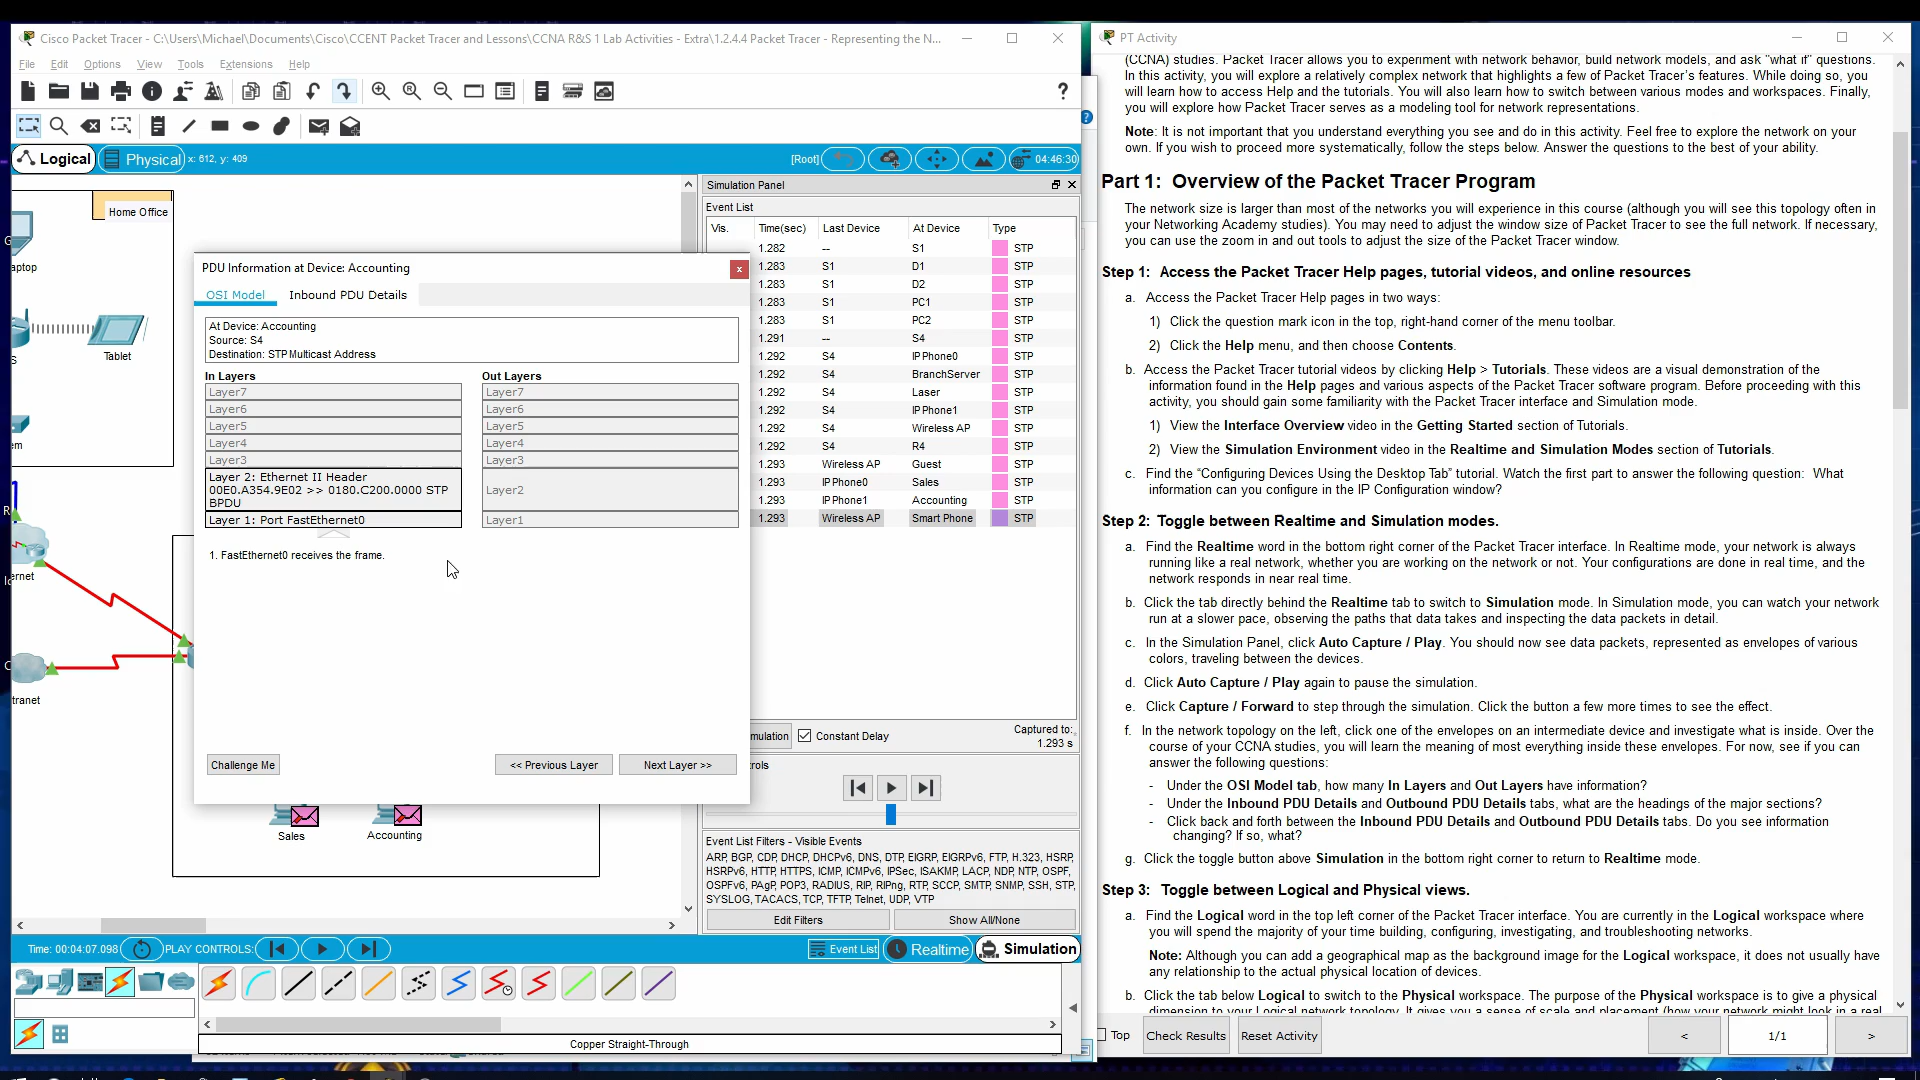 Cisco Packet Tracer - C:\Users\Michael\Documents\Cisco\CCENT Packet Tracer and Lessons\CCNA R&S 1 Lab Activities - Extra\1.2.4.4 Packet Tracer - Representing the N...
File Edit Options View Tools Extensions Help
?
Logical
Physical
x: 612, y: 409
[Root]
04:46:30
Home Office
Tablet
Simulation Panel
Event List
Vis. Time(sec) Last Device At Device Type
1.282 -- S1 STP
1.283 S1 D1 STP
1.283 S1 D2 STP
1.283 S1 PC1 STP
1.283 S1 PC2 STP
1.291 -- S4 STP
1.292 S4 IP Phone0 STP
1.292 S4 BranchServer STP
1.292 S4 Laser STP
1.292 S4 IP Phone1 STP
1.292 S4 Wireless AP STP
1.292 S4 R4 STP
1.293 Wireless AP Guest STP
1.293 IP Phone0 Sales STP
1.293 IP Phone1 Accounting STP
1.293 Wireless AP Smart Phone STP
PDU Information at Device: Accounting
x
OSI Model
Inbound PDU Details
At Device: Accounting
Source: S4
Destination: STP Multicast Address
In Layers
Layer7
Layer6
Layer5
Layer4
Layer3
Layer 2: Ethernet II Header
00E0.A354.9E02 >> 0180.C200.0000 STP
BPDU
Layer 1: Port FastEthernet0
Out Layers
Layer7
Layer6
Layer5
Layer4
Layer3
Layer2
Layer1
1. FastEthernet0 receives the frame.
Challenge Me
<< Previous Layer
Next Layer >>
Sales
Accounting
mulation
Constant Delay
Captured to:
1.293 s
rols
Event List Filters - Visible Events
ARP, BGP, CDP, DHCP, DHCPv6, DNS, DTP, EIGRP, EIGRPv6, FTP, H.323, HSRP,
HSRPv6, HTTP, HTTPS, ICMP, ICMPv6, IPSec, ISAKMP, LACP, NDP, NTP, OSPF,
OSPFv6, PAgP, POP3, RADIUS, RIP, RIPng, RTP, SCCP, SMTP, SNMP, SSH, STP,
SYSLOG, TACACS, TCP, TFTP, Telnet, UDP, VTP
Edit Filters
Show All/None
Time: 00:04:07.098
PLAY CONTROLS:
Event List
Realtime
Simulation
Copper Straight-Through
PT Activity
(CCNA) studies. Packet Tracer allows you to experiment with network behavior, build network models, and ask "what if" questions.
In this activity, you will explore a relatively complex network that highlights a few of Packet Tracer's features. While doing so, you
will learn how to access Help and the tutorials. You will also learn how to switch between various modes and workspaces. Finally,
you will explore how Packet Tracer serves as a modeling tool for network representations.
Note: It is not important that you understand everything you see and do in this activity. Feel free to explore the network on your
own. If you wish to proceed more systematically, follow the steps below. Answer the questions to the best of your ability.
Part 1: Overview of the Packet Tracer Program
The network size is larger than most of the networks you will experience in this course (although you will see this topology often in
your Networking Academy studies). You may need to adjust the window size of Packet Tracer to see the full network. If necessary,
you can use the zoom in and out tools to adjust the size of the Packet Tracer window.
Step 1: Access the Packet Tracer Help pages, tutorial videos, and online resources
a. Access the Packet Tracer Help pages in two ways:
1) Click the question mark icon in the top, right-hand corner of the menu toolbar.
2) Click the Help menu, and then choose Contents.
b. Access the Packet Tracer tutorial videos by clicking Help > Tutorials. These videos are a visual demonstration of the
information found in the Help pages and various aspects of the Packet Tracer software program. Before proceeding with this
activity, you should gain some familiarity with the Packet Tracer interface and Simulation mode.
1) View the Interface Overview video in the Getting Started section of Tutorials.
2) View the Simulation Environment video in the Realtime and Simulation Modes section of Tutorials.
c. Find the “Configuring Devices Using the Desktop Tab” tutorial. Watch the first part to answer the following question: What
information can you configure in the IP Configuration window?
Step 2: Toggle between Realtime and Simulation modes.
a. Find the Realtime word in the bottom right corner of the Packet Tracer interface. In Realtime mode, your network is always
running like a real network, whether you are working on the network or not. Your configurations are done in real time, and the
network responds in near real time.
b. Click the tab directly behind the Realtime tab to switch to Simulation mode. In Simulation mode, you can watch your network
run at a slower pace, observing the paths that data takes and inspecting the data packets in detail.
c. In the Simulation Panel, click Auto Capture / Play. You should now see data packets, represented as envelopes of various
colors, traveling between the devices.
d. Click Auto Capture / Play again to pause the simulation.
e. Click Capture / Forward to step through the simulation. Click the button a few more times to see the effect.
f. In the network topology on the left, click one of the envelopes on an intermediate device and investigate what is inside. Over the
course of your CCNA studies, you will learn the meaning of most everything inside these envelopes. For now, see if you can
answer the following questions:
- Under the OSI Model tab, how many In Layers and Out Layers have information?
- Under the Inbound PDU Details and Outbound PDU Details tabs, what are the headings of the major sections?
- Click back and forth between the Inbound PDU Details and Outbound PDU Details tabs. Do you see information
changing? If so, what?
g. Click the toggle button above Simulation in the bottom right corner to return to Realtime mode.
Step 3: Toggle between Logical and Physical views.
a. Find the Logical word in the top left corner of the Packet Tracer interface. You are currently in the Logical workspace where
you will spend the majority of your time building, configuring, investigating, and troubleshooting networks.
Note: Although you can add a geographical map as the background image for the Logical workspace, it does not usually have
any relationship to the actual physical location of devices.
b. Click the tab below Logical to switch to the Physical workspace. The purpose of the Physical workspace is to give a physical
dimension to your Logical network topology. It gives you a sense of scale and placement (how your network might look in a real
Top
Check Results
Reset Activity
<
1/1
>